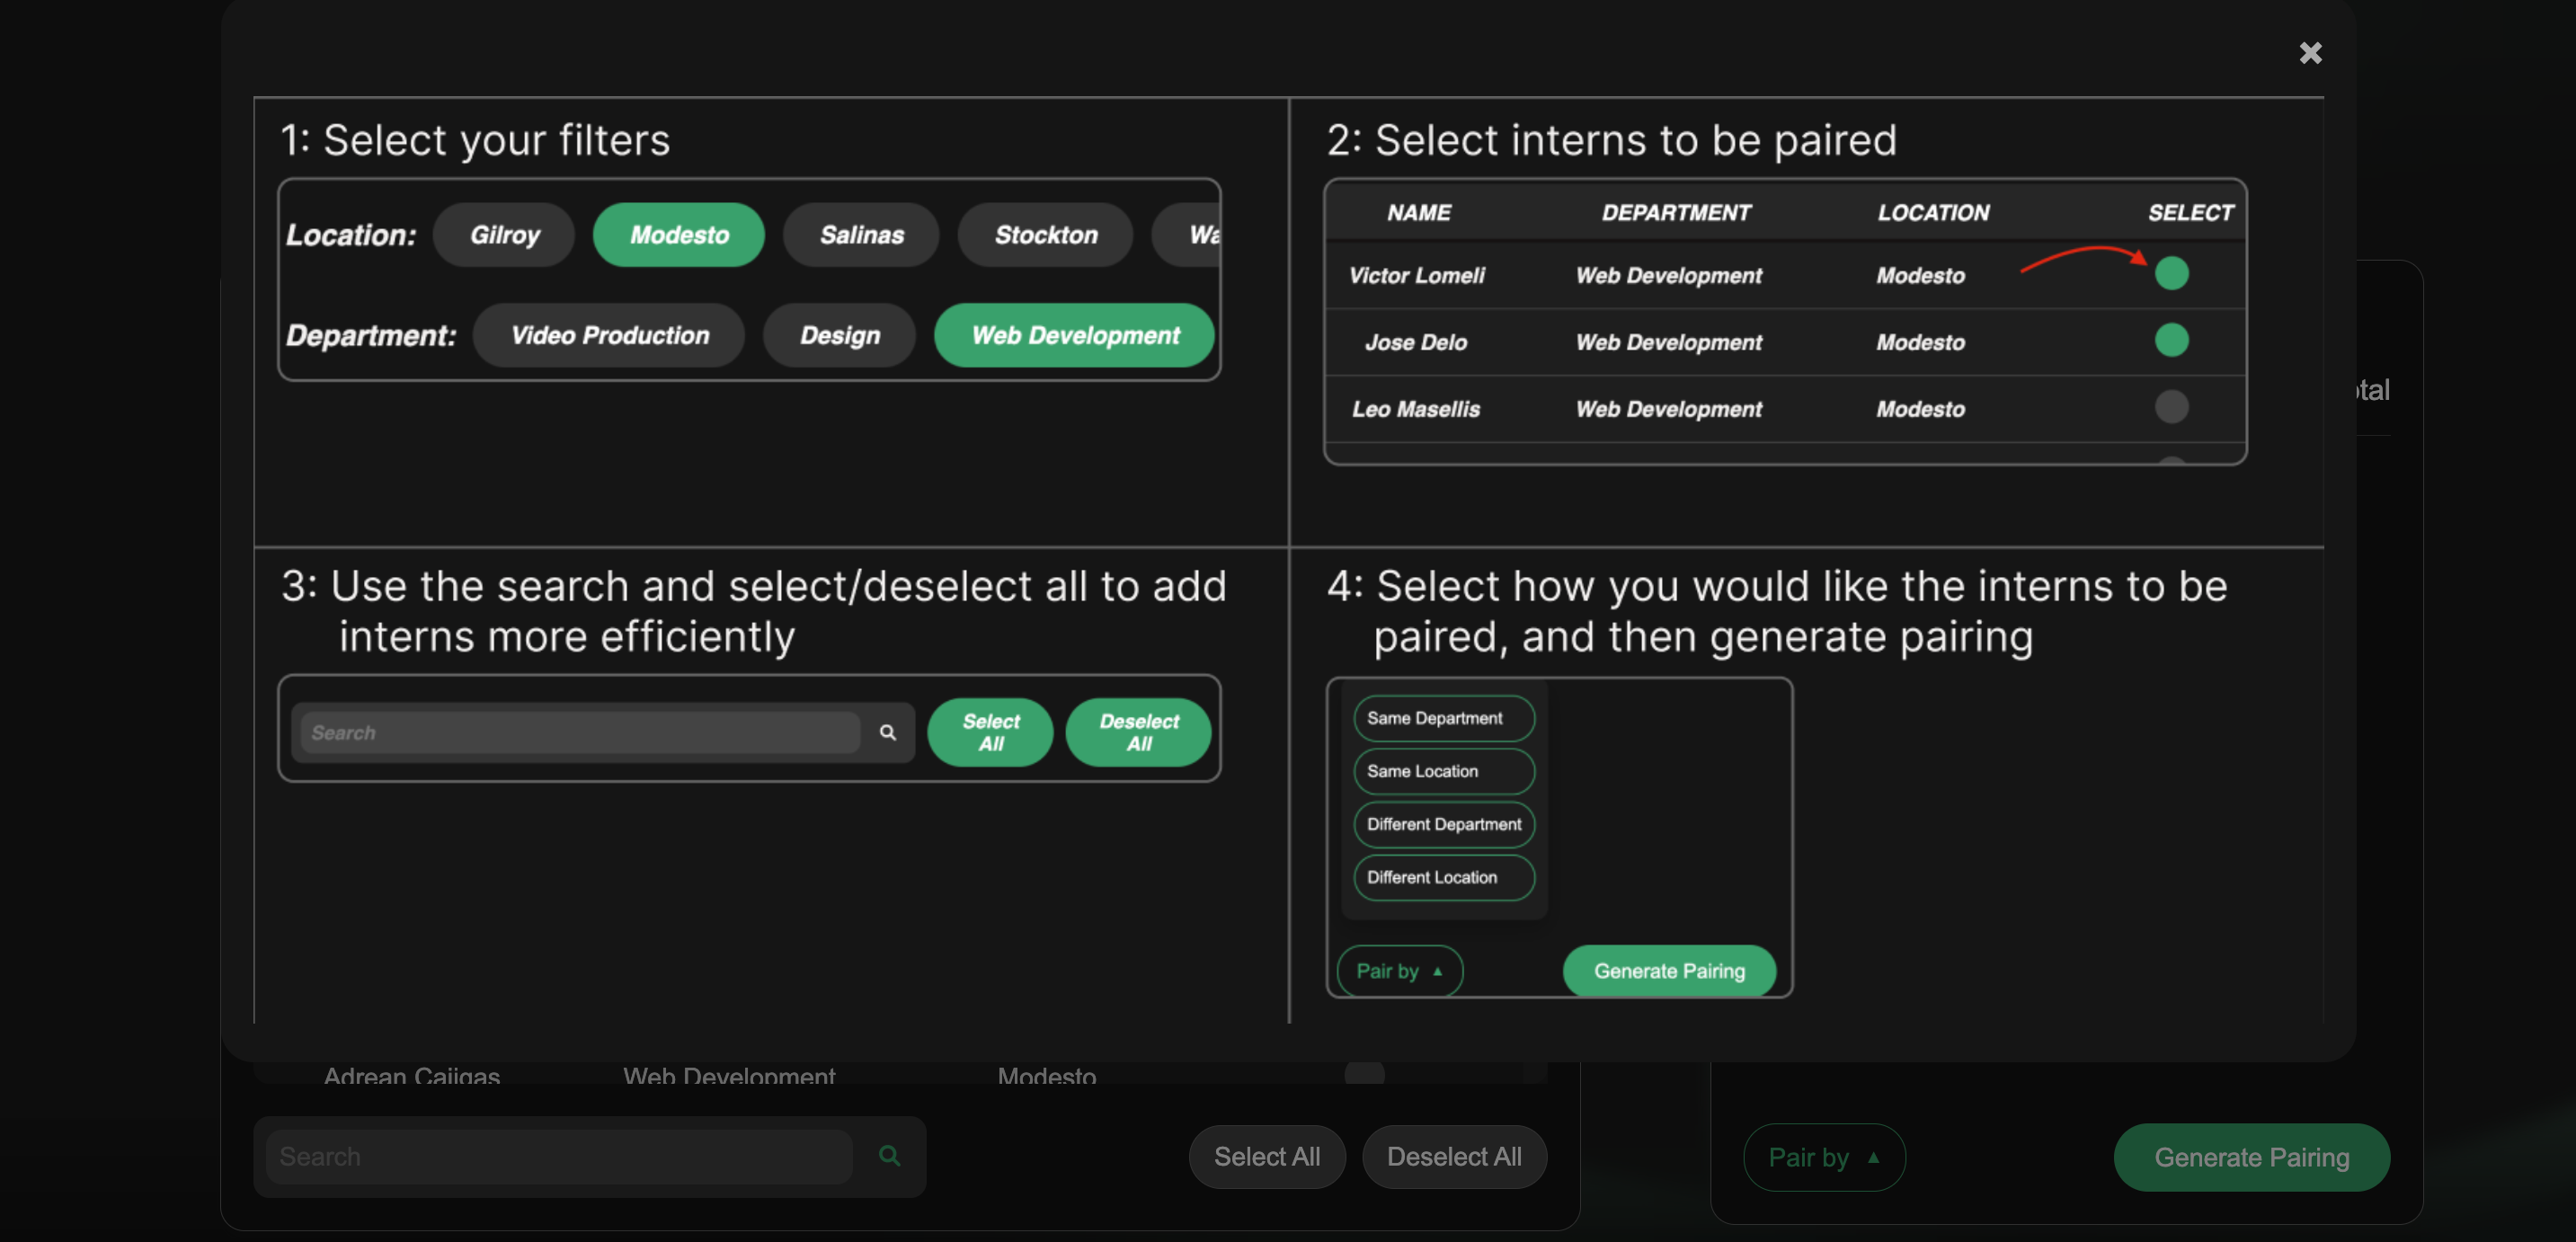 1: Select your filters
Location: Gilroy Modesto Salinas Stockton
Department: Video Production Design Web Development
2: Select interns to be paired
NAME DEPARTMENT LOCATION SELECT
Victor Lomeli Web Development Modesto
Jose Delo Web Development Modesto
Leo Masellis Web Development Modesto
3: Use the search and select/deselect all to add
interns more efficiently
Search
Select
All
Deselect
All
4: Select how you would like the interns to be
paired, and then generate pairing
Same Department
Same Location
Different Department
Different Location
Pair by ▲ Generate Pairing
Adrean Cajigas Web Development Modesto
Search Select All Deselect All
Pair by ▲ Generate Pairing